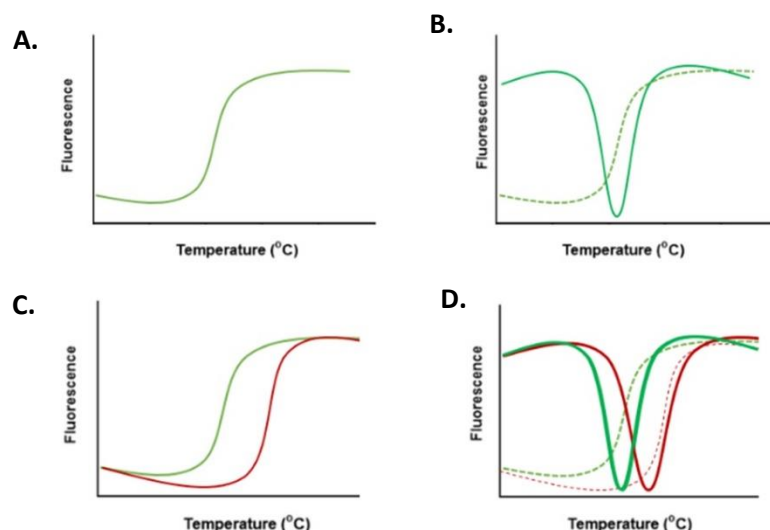 A.
Fluorescence
Temperature (°C)
B.
Fluorescence
Temperature (°C)
C.
Fluorescence
Temperature (°C)
D.
Fluorescence
Temperature (°C)